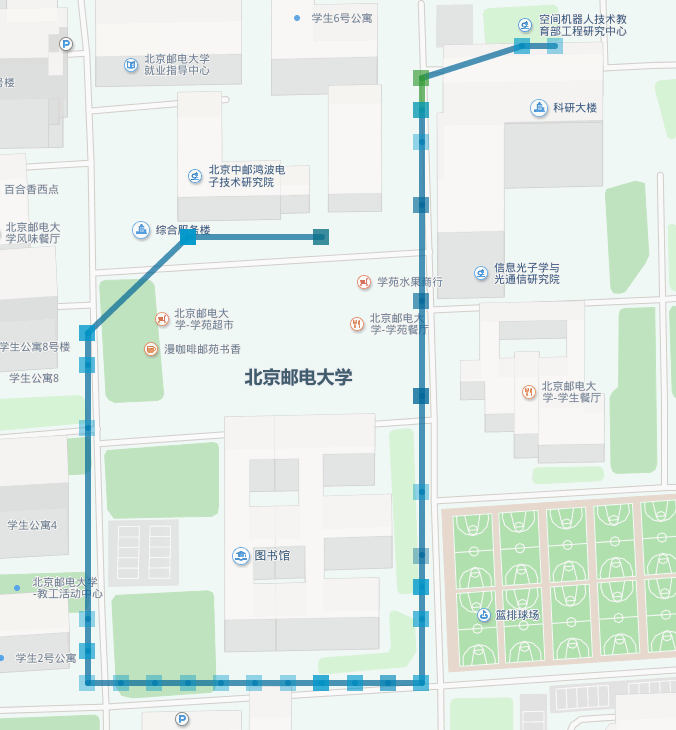 学生6号公寓
空间机器人技术教
育部工程研究中心
P
北京邮电大学
就业指导中心
号楼
科研大楼
北京中邮鸿波电
子技术研究院
百合香西点
北京邮电大
学风味餐厅
综合服务楼
信息光子学与
光通信研究院
学苑水果商行
北京邮电大
学-学苑超市
北京邮电大
学-学苑餐厅
学生公寓8号楼
漫咖啡邮苑书香
学生公寓8
北京邮电大学
北京邮电大
学-学生餐厅
学生公寓4
图书馆
北京邮电大学
-教工活动中心
篮排球场
学生2号公寓
P